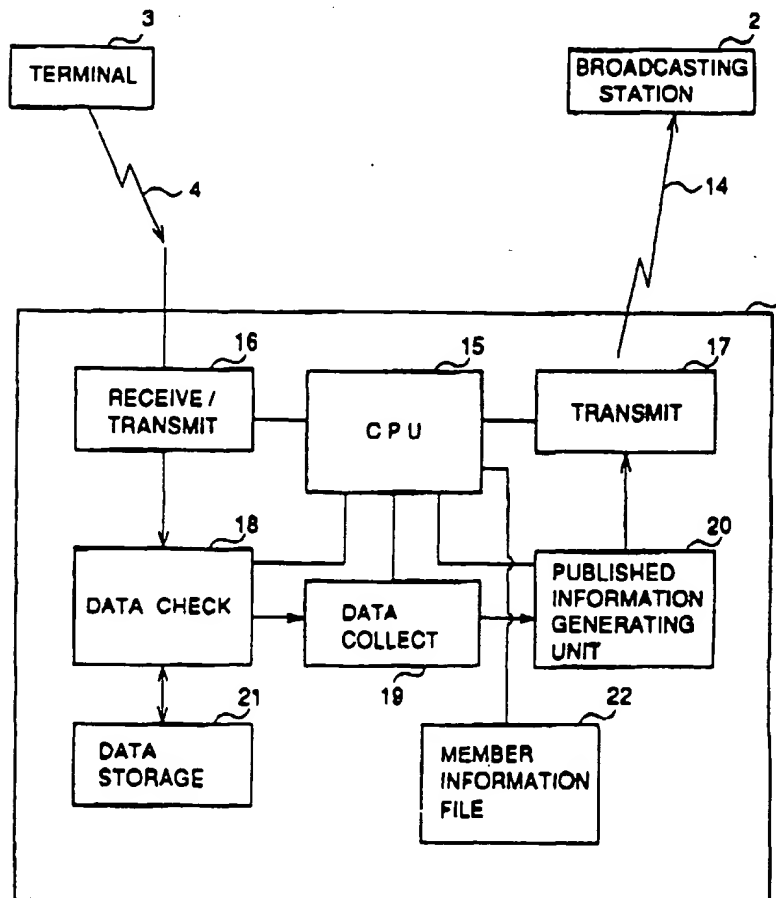 3
TERMINAL
2
BROADCASTING
STATION
4
14
16
RECEIVE /
TRANSMIT
15
CPU
17
TRANSMIT
18
DATA CHECK
DATA
COLLECT
19
20
PUBLISHED
INFORMATION
GENERATING
UNIT
21
DATA
STORAGE
22
MEMBER
INFORMATION
FILE